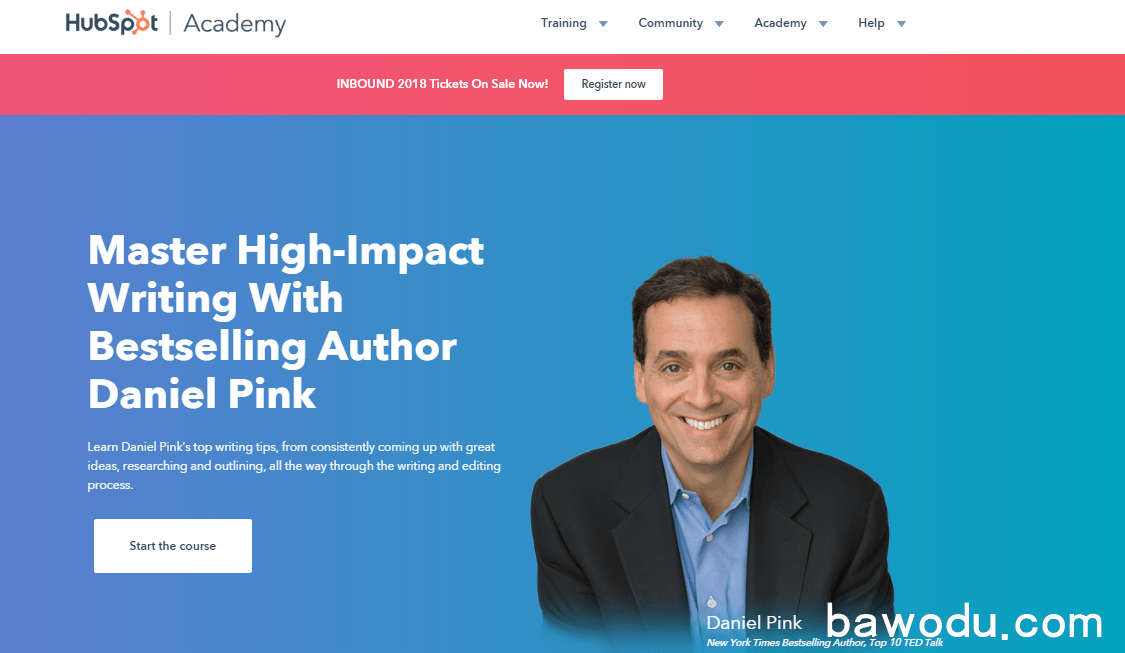 HubSpot | Academy
Training Community Academy Help
INBOUND 2018 Tickets On Sale Now! Register now
Master High-Impact
Writing With
Bestselling Author
Daniel Pink
Learn Daniel Pink's top writing tips, from consistently coming up with great
ideas, researching and outlining, all the way through the writing and editing
process.
Start the course
Daniel Pink
New York Times Bestselling Author, Top 10 TED Talk
bawodu.com